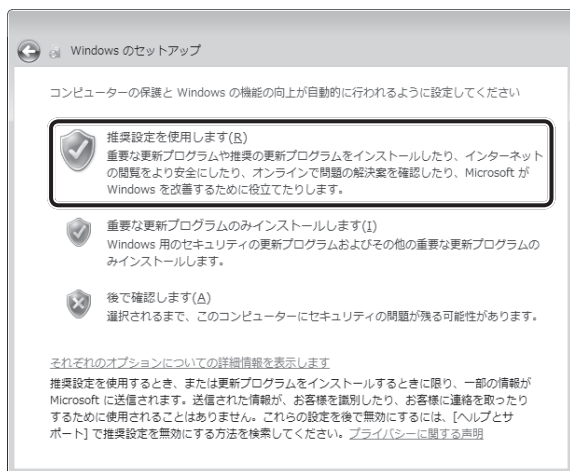 Windows のセットアップ
コンピューターの保護と Windows の機能の向上が自動的に行われるように設定してください
推奨設定を使用します(R)
重要な更新プログラムや推奨の更新プログラムをインストールしたり、インターネット
の閲覧をより安全にしたり、オンラインで問題の解決案を確認したり、Microsoft が
Windows を改善するために役立てたりします。
重要な更新プログラムのみインストールします(I)
Windows 用のセキュリティの更新プログラムおよびその他の重要な更新プログラムの
みインストールします。
後で確認します(A)
選択されるまで、このコンピューターにセキュリティの問題が残る可能性があります。
それぞれのオプションについての詳細情報を表示します
推奨設定を使用するとき、または更新プログラムをインストールするときに限り、一部の情報が
Microsoft に送信されます。送信された情報が、お客様を識別したり、お客様に連絡を取ったり
するために使用されることはありません。これらの設定を後で無効にするには、[ヘルプとサ
ポート] で推奨設定を無効にする方法を検索してください。プライバシーに関する声明